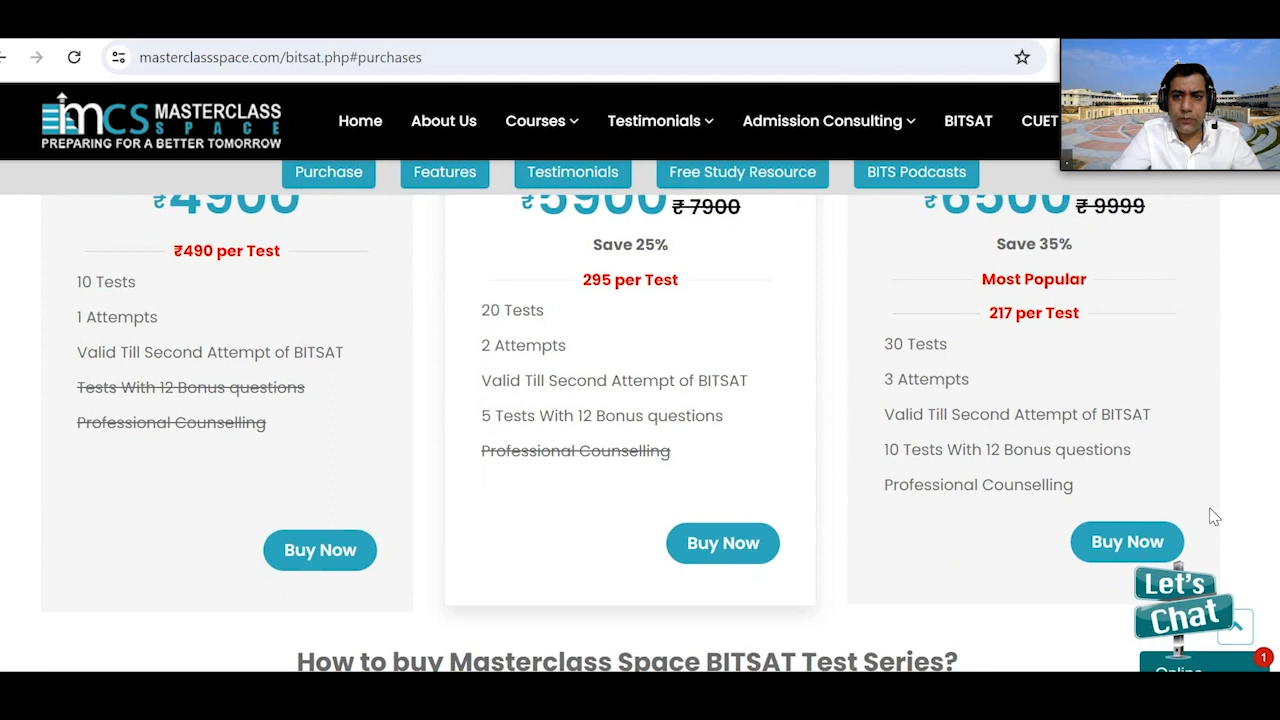 masterclassspace.com/bitsat.php#purchases
imcs MASTERCLASS
SPACE
PREPARING FOR A BETTER TOMORROW
Home About Us Courses Testimonials Admission Consulting BITSAT CUET
Purchase Features Testimonials Free Study Resource BITS Podcasts
₹4900
₹490 per Test
10 Tests
1 Attempts
Valid Till Second Attempt of BITSAT
Tests With 12 Bonus questions
Professional Counselling
Buy Now
₹5900 ₹ 7900
Save 25%
295 per Test
20 Tests
2 Attempts
Valid Till Second Attempt of BITSAT
5 Tests With 12 Bonus questions
Professional Counselling
Buy Now
₹6500 ₹ 9999
Save 35%
Most Popular
217 per Test
30 Tests
3 Attempts
Valid Till Second Attempt of BITSAT
10 Tests With 12 Bonus questions
Professional Counselling
Buy Now
Let's
Chat
1
Online
How to buy Masterclass Space BITSAT Test Series?